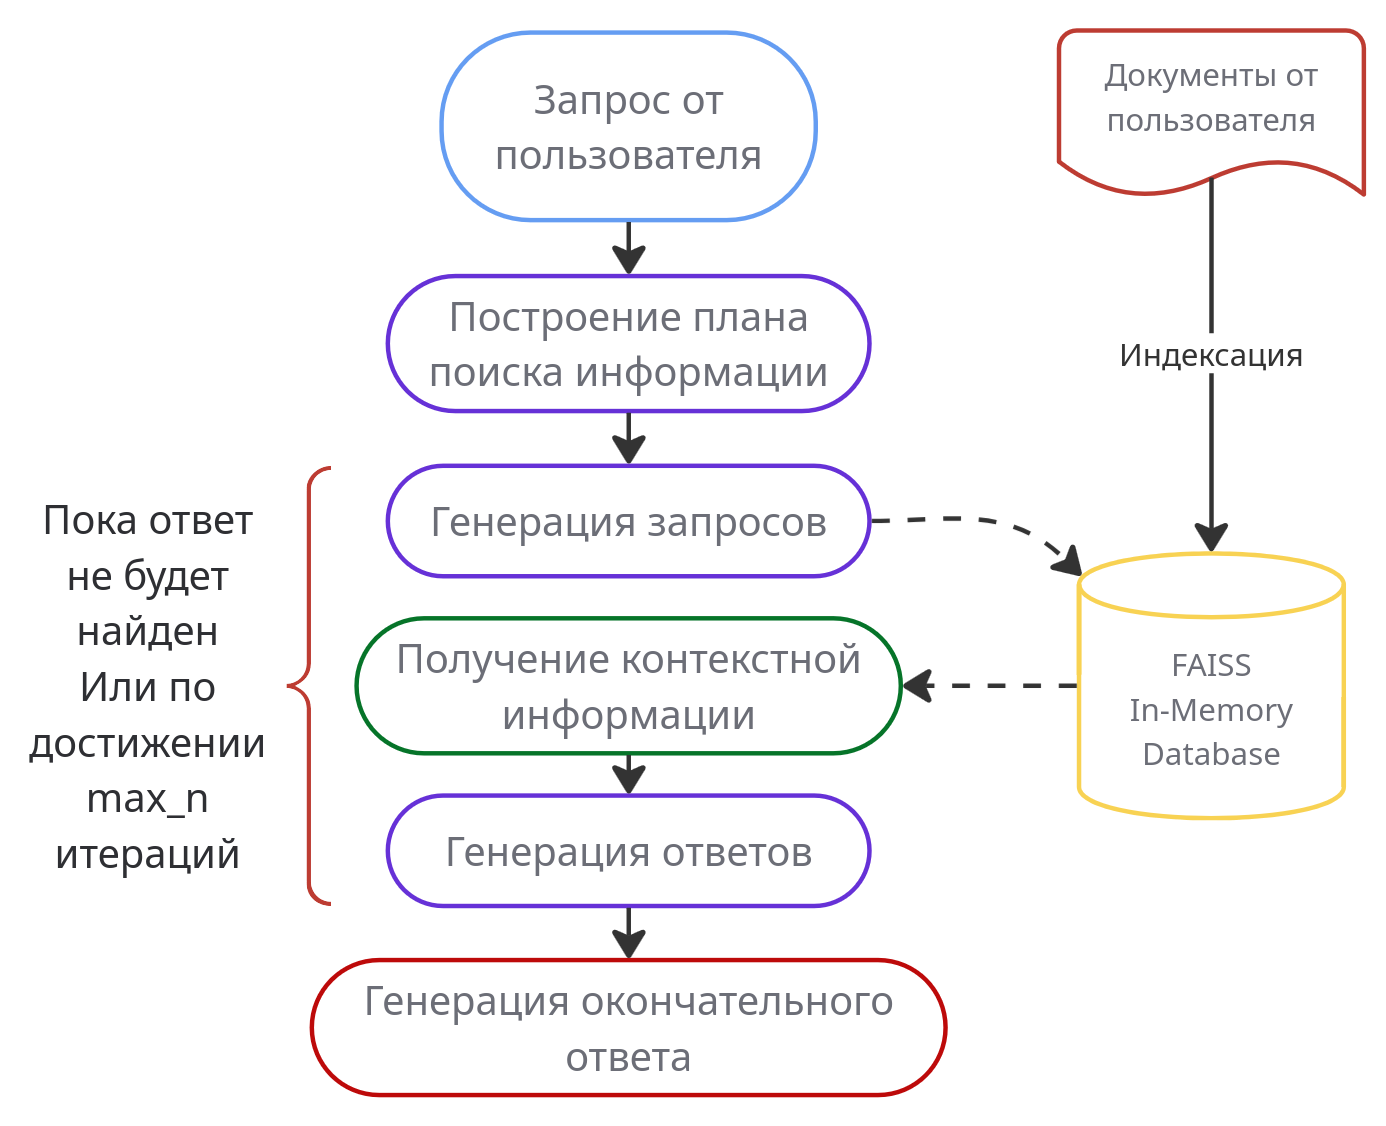 Запрос от
пользователя
Документы от
пользователя
Построение плана
поиска информации
Индексация
Пока ответ
не будет
найден
Или по
достижении
max_n
итераций
Генерация запросов
Получение контекстной
информации
FAISS
In-Memory
Database
Генерация ответов
Генерация окончательного
ответа